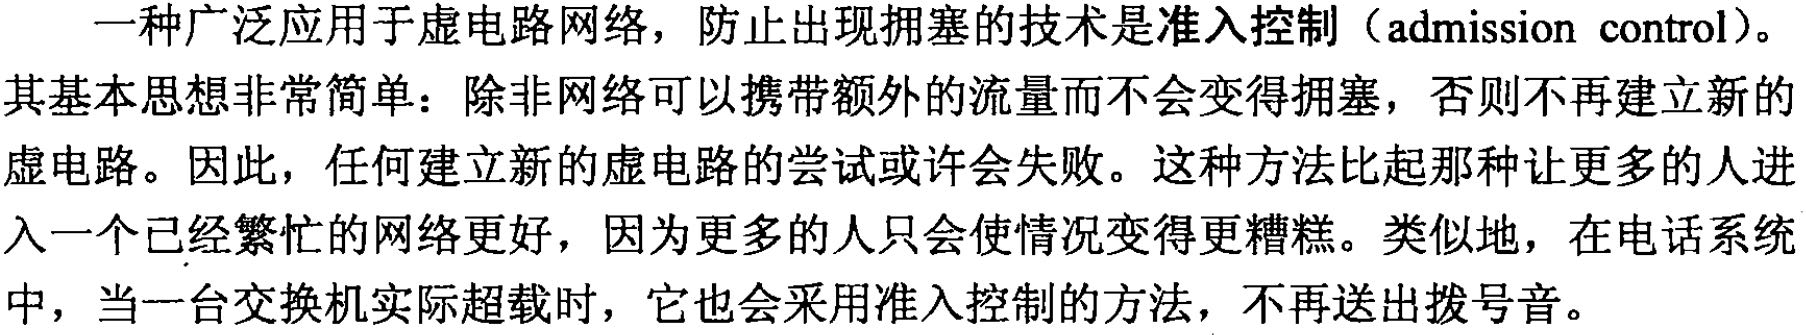 一种广泛应用于虚电路网络，防止出现拥塞的技术是准入控制（admission control）。
其基本思想非常简单：除非网络可以携带额外的流量而不会变得拥塞，否则不再建立新的
虚电路。因此，任何建立新的虚电路的尝试或许会失败。这种方法比起那种让更多的人进
入一个已经繁忙的网络更好，因为更多的人只会使情况变得更糟糕。类似地，在电话系统
中，当一台交换机实际超载时，它也会采用准入控制的方法，不再送出拨号音。